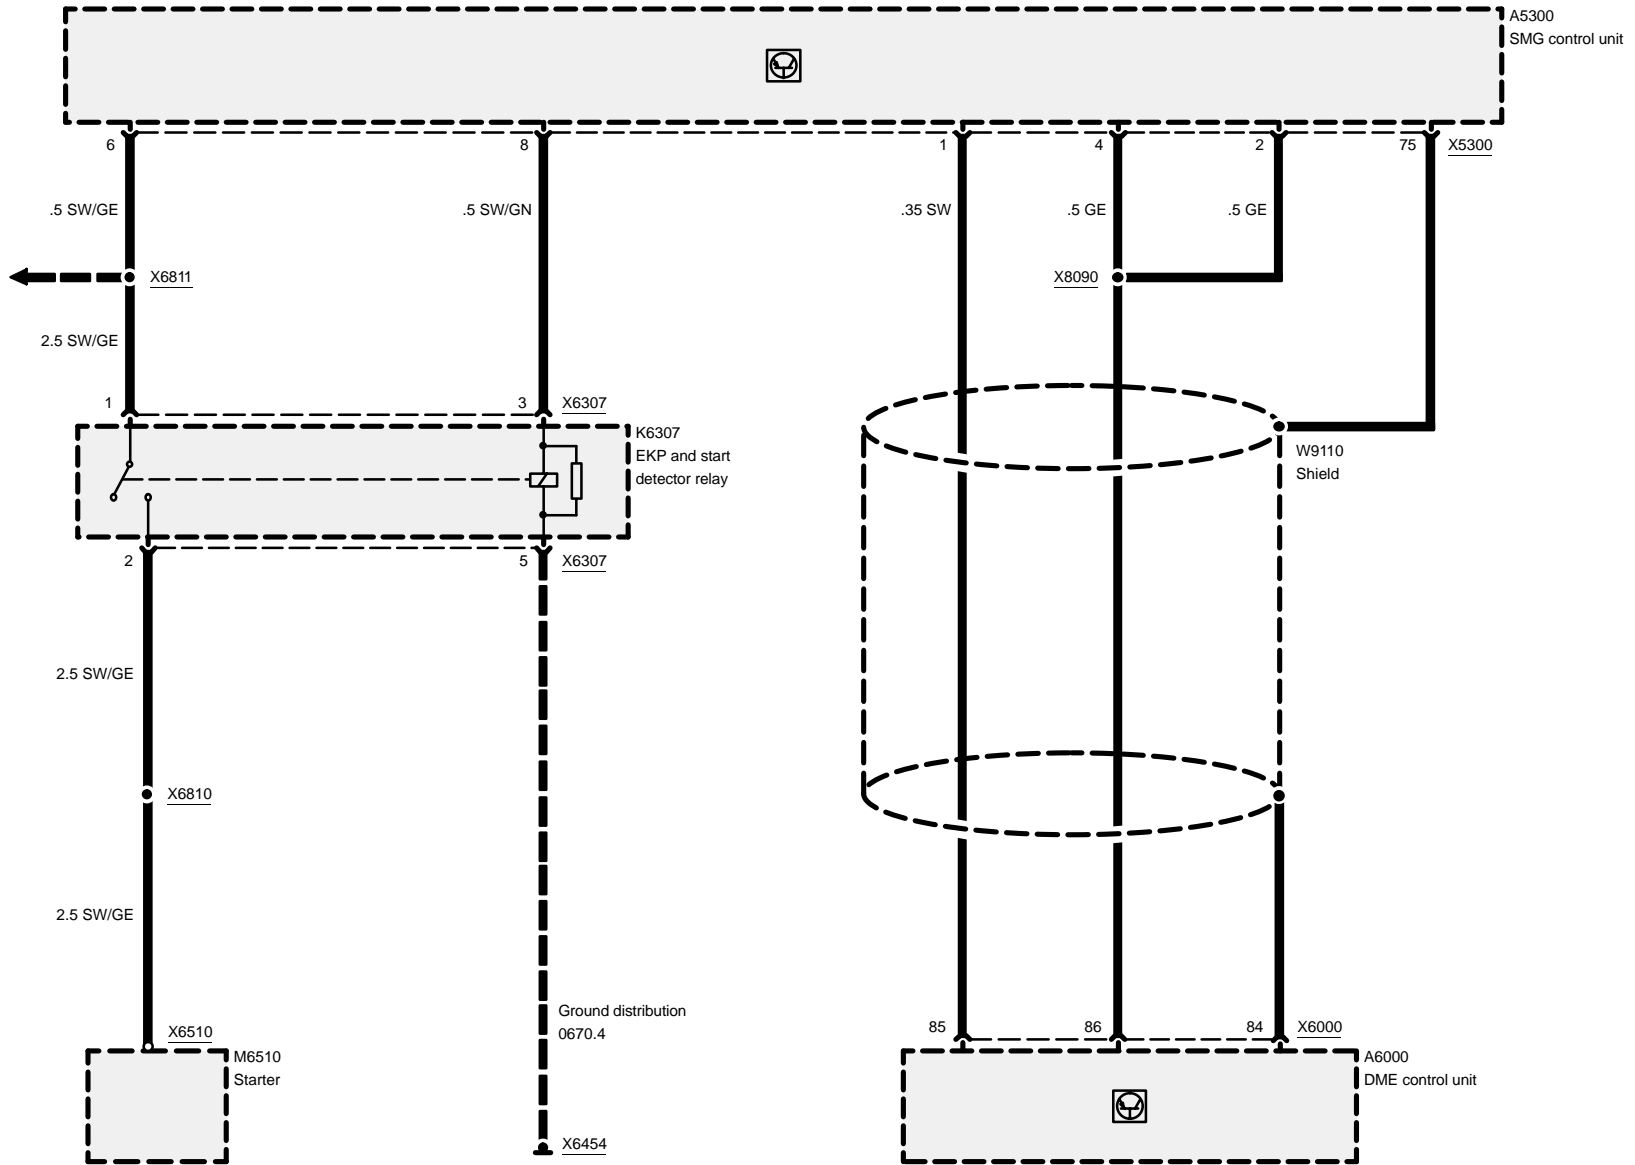 A5300
SMG control unit
6
8
1
4
2
75
X5300
.5 SW/GE
.5 SW/GN
.35 SW
.5 GE
.5 GE
X6811
X8090
2.5 SW/GE
1
3
X6307
K6307
EKP and start
detector relay
W9110
Shield
2
5
X6307
2.5 SW/GE
X6810
2.5 SW/GE
Ground distribution
0670.4
X6510
M6510
Starter
85
86
84
X6000
A6000
DME control unit
X6454